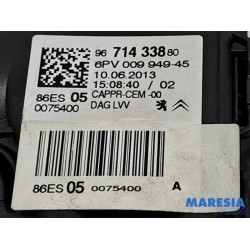 96 714 338 80
6PV 009 949-45
10.06.2013
15:08:40 / 02
86ES 05
0075400
CAPPR-CEM -00
DAG LVV
86ES 05 0075400 A
MARESIA